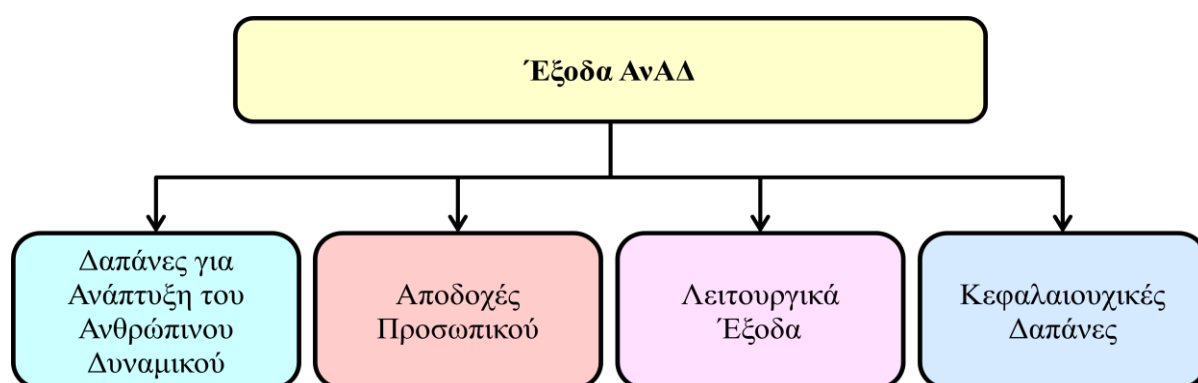 Έξοδα ΑνΑΔ
Δαπάνες για
Ανάπτυξη του
Ανθρώπινου
Δυναμικού
Αποδοχές
Προσωπικού
Λειτουργικά
Έξοδα
Κεφαλαιουχικές
Δαπάνες